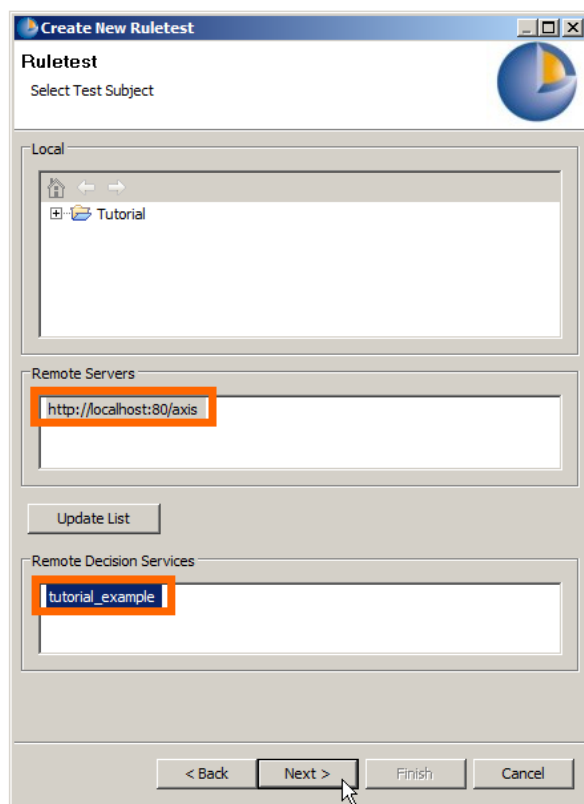 Create New Ruletest
Ruletest
Select Test Subject
Local
Tutorial
Remote Servers
http://localhost:80/axis
Update List
Remote Decision Services
tutorial_example
< Back Next > Finish Cancel